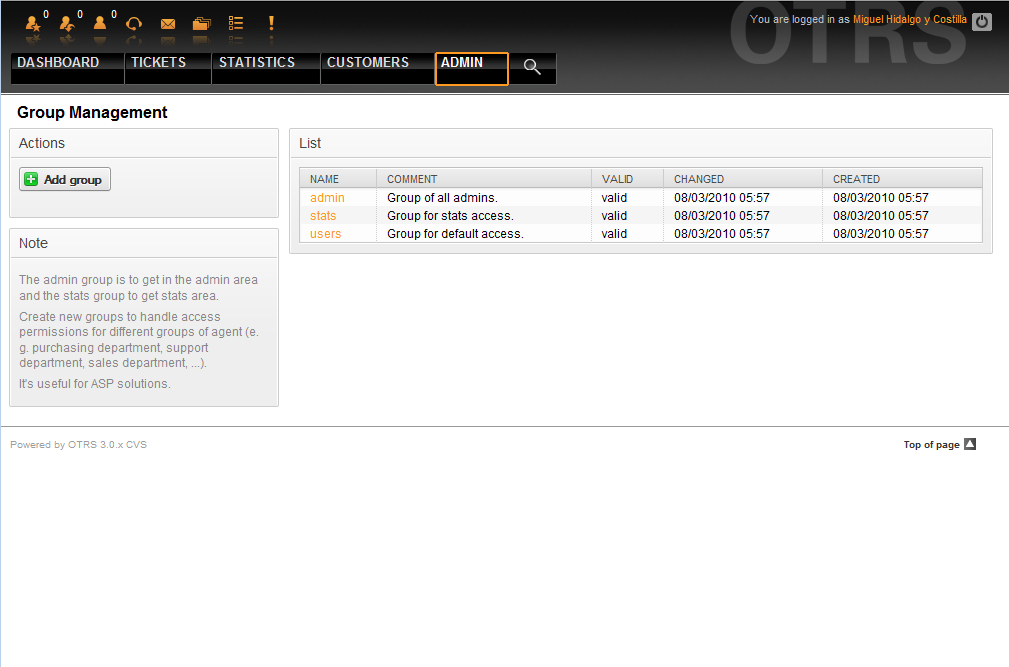 0 0 0
You are logged in as Miguel Hidalgo y Costilla
OTRS
DASHBOARD TICKETS STATISTICS CUSTOMERS ADMIN
Group Management
Actions
Add group
Note
The admin group is to get in the admin area
and the stats group to get stats area.
Create new groups to handle access
permissions for different groups of agent (e.
g. purchasing department, support
department, sales department, ...).
It's useful for ASP solutions.
List
NAME COMMENT VALID CHANGED CREATED
admin Group of all admins. valid 08/03/2010 05:57 08/03/2010 05:57
stats Group for stats access. valid 08/03/2010 05:57 08/03/2010 05:57
users Group for default access. valid 08/03/2010 05:57 08/03/2010 05:57
Powered by OTRS 3.0.x CVS
Top of page